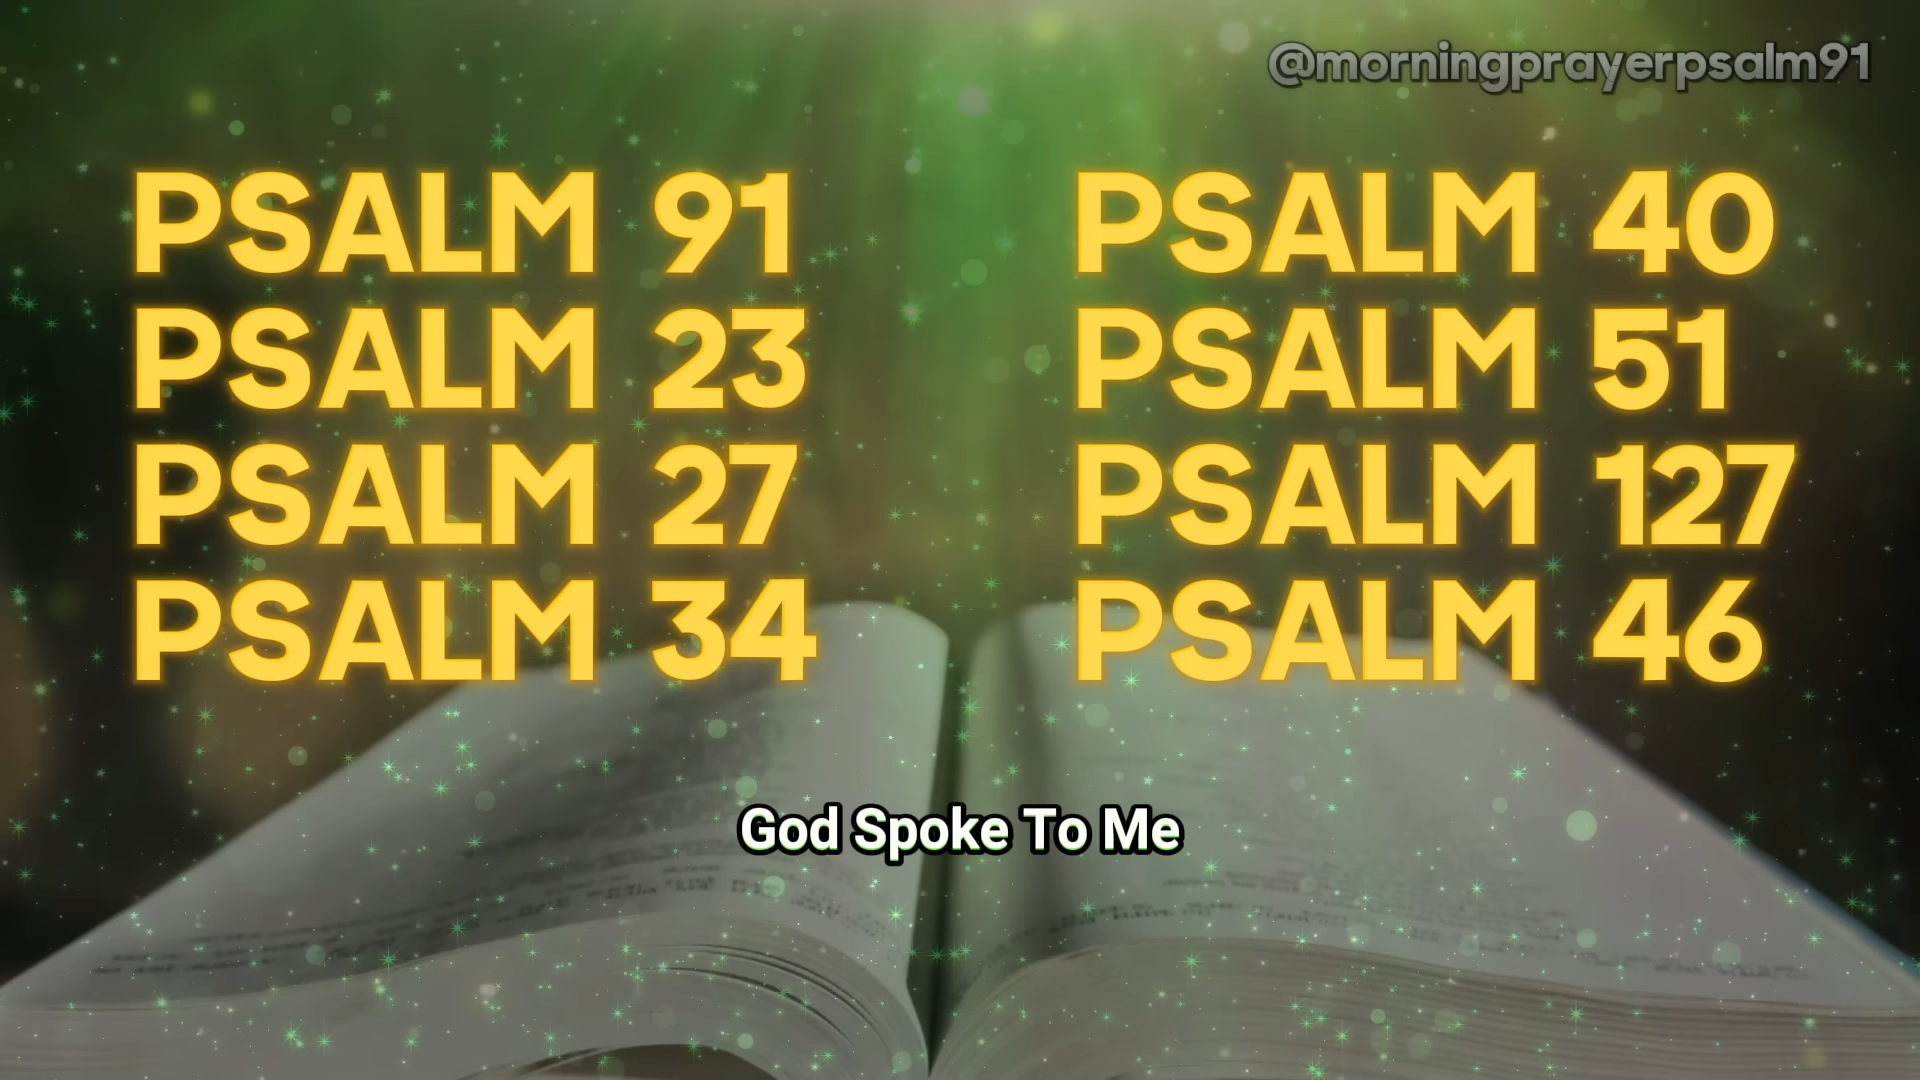 @morningprayerpsalm91
PSALM 91
PSALM 23
PSALM 27
PSALM 34
PSALM 40
PSALM 51
PSALM 127
PSALM 46
God Spoke To Me